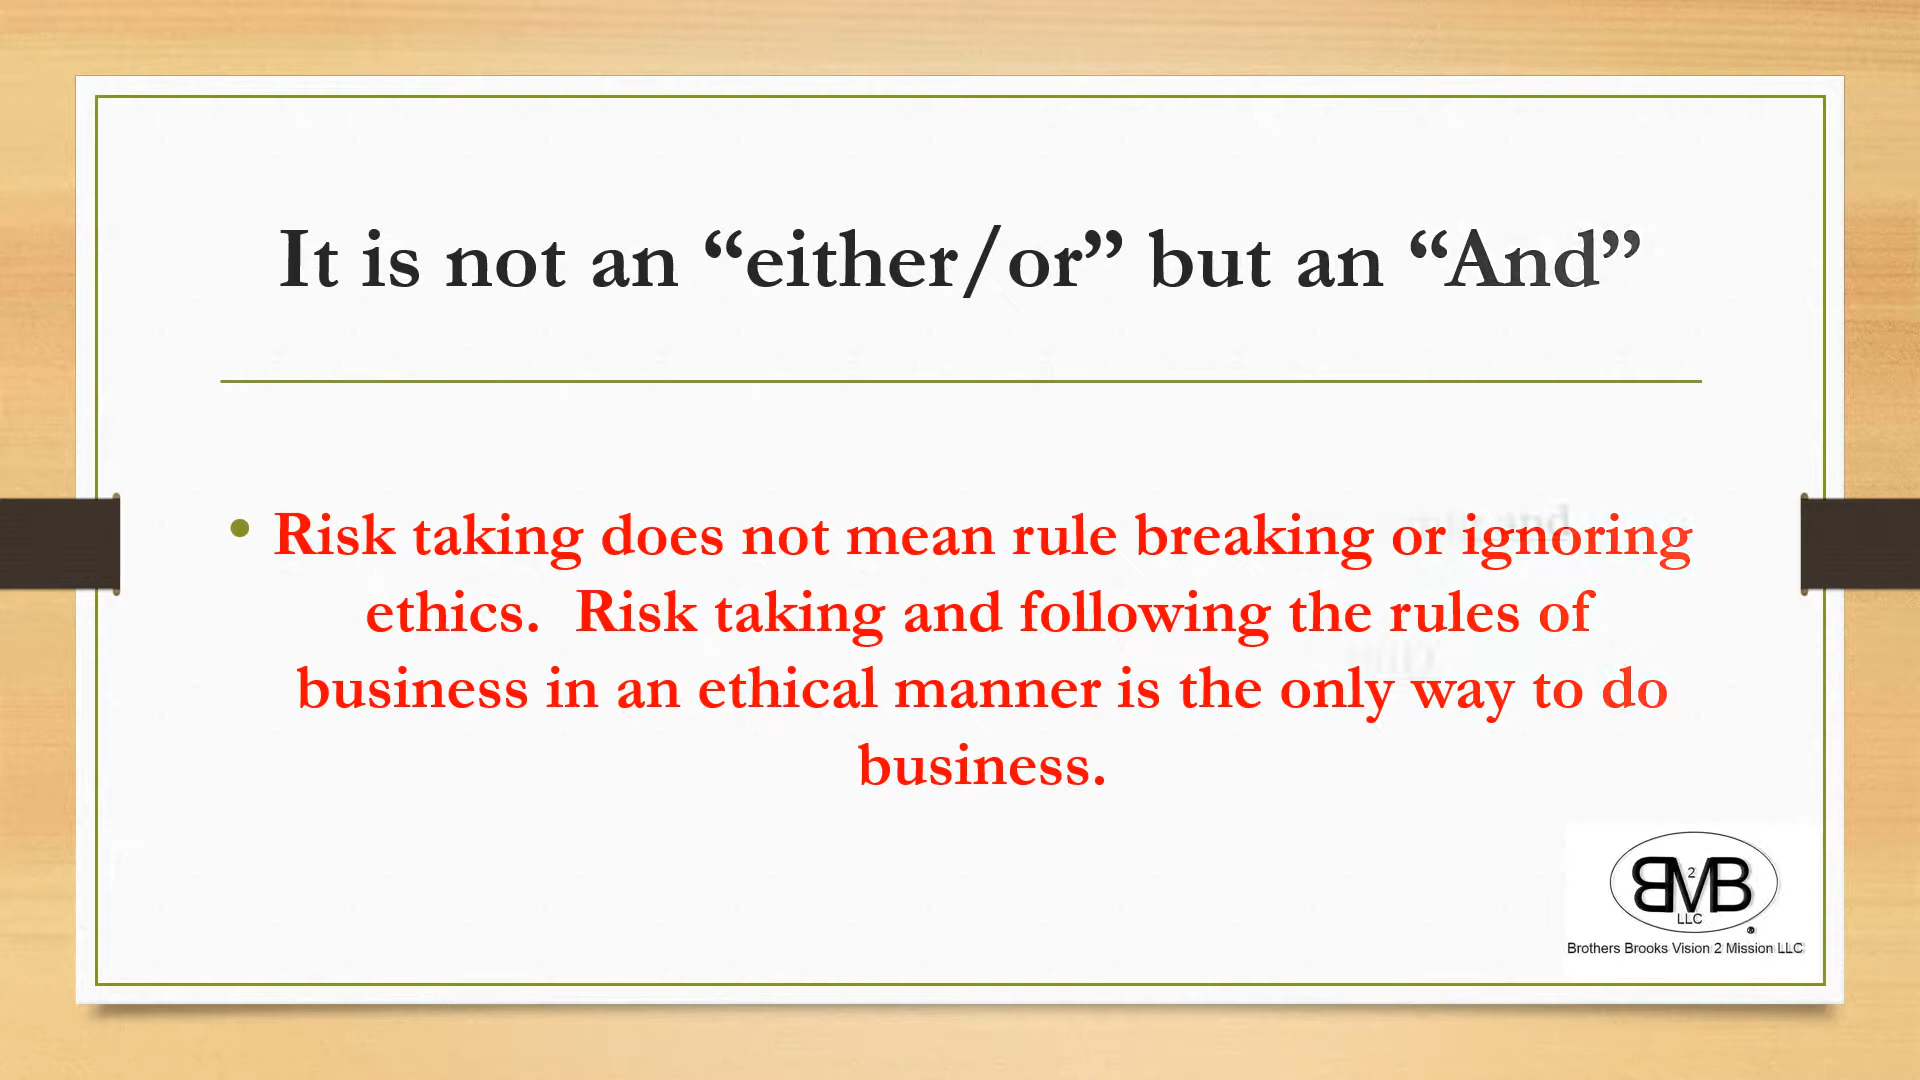 It is not an “either/or” but an “And”
• Risk taking does not mean rule breaking or ignoring
ethics.  Risk taking and following the rules of
business in an ethical manner is the only way to do
business.
BMB
2
LLC
®
Brothers Brooks Vision 2 Mission LLC